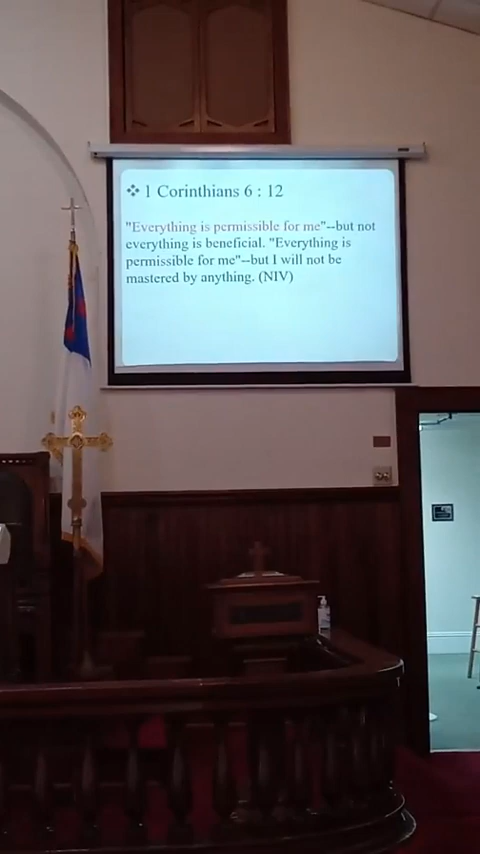 ❖ 1 Corinthians 6 : 12
"Everything is permissible for me"--but not
everything is beneficial. "Everything is
permissible for me"--but I will not be
mastered by anything. (NIV)